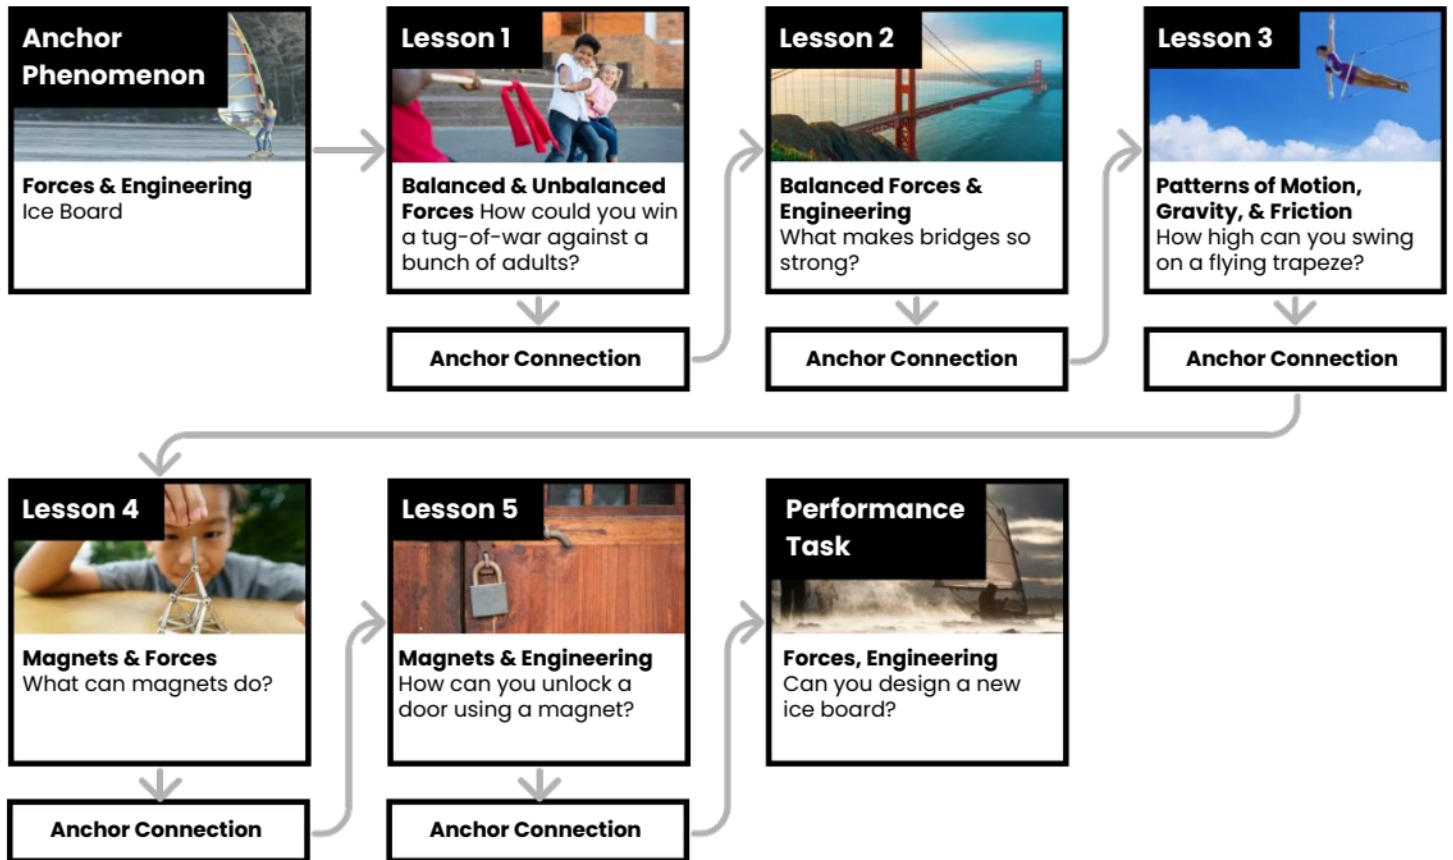 Anchor
Phenomenon
Forces & Engineering
Ice Board
Lesson 1
Balanced & Unbalanced
Forces How could you win
a tug-of-war against a
bunch of adults?
Anchor Connection
Lesson 2
Balanced Forces &
Engineering
What makes bridges so
strong?
Anchor Connection
Lesson 3
Patterns of Motion,
Gravity, & Friction
How high can you swing
on a flying trapeze?
Anchor Connection
Lesson 4
Magnets & Forces
What can magnets do?
Anchor Connection
Lesson 5
Magnets & Engineering
How can you unlock a
door using a magnet?
Anchor Connection
Performance
Task
Forces, Engineering
Can you design a new
ice board?